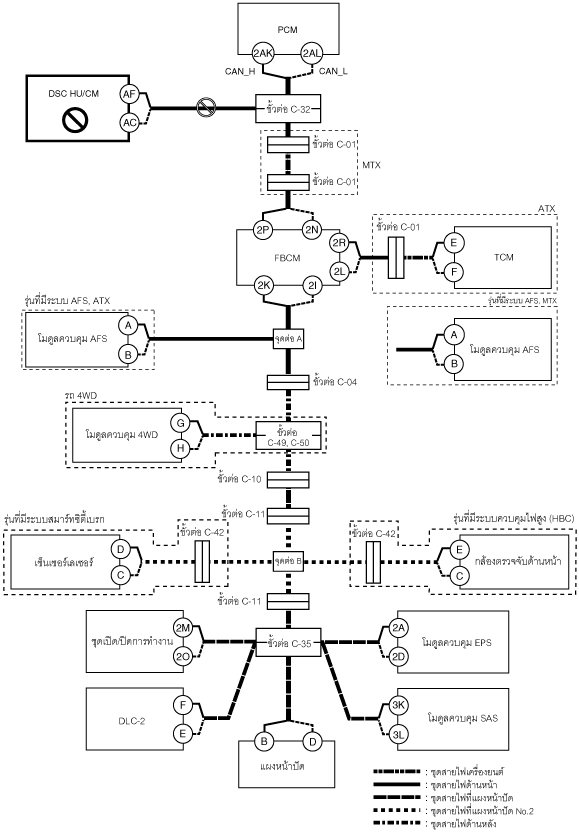 PCM
2AK
2AL
CAN_H
CAN_L
DSC HU/CM
AF
AC
ขั้วต่อ C-32
ขั้วต่อ C-01
ขั้วต่อ C-01
MTX
2P
2N
FBCM
2R
2L
2K
2I
ATX
ขั้วต่อ C-01
E
F
TCM
รุ่นที่มีระบบ AFS, ATX
โมดูลควบคุม AFS
A
B
จุดต่อ A
รุ่นที่มีระบบ AFS, MTX
A
B
โมดูลควบคุม AFS
ขั้วต่อ C-04
รถ 4WD
โมดูลควบคุม 4WD
G
H
ขั้วต่อ
C-49, C-50
ขั้วต่อ C-10
ขั้วต่อ C-11
รุ่นที่มีระบบสมาร์ทซิตี้เบรก
ขั้วต่อ C-42
เซ็นเซอร์เลเซอร์
D
C
จุดต่อ B
รุ่นที่มีระบบควบคุมไฟสูง (HBC)
ขั้วต่อ C-42
E
C
กล้องตรวจจับด้านหน้า
ขั้วต่อ C-11
ชุดเปิด/ปิดการทำงาน
2M
2O
ขั้วต่อ C-35
2A
2D
โมดูลควบคุม EPS
DLC-2
F
E
3K
3L
โมดูลควบคุม SAS
B
D
แผงหน้าปัด
: ชุดสายไฟเครื่องยนต์
: ชุดสายไฟด้านหน้า
: ชุดสายไฟที่แผงหน้าปัด
: ชุดสายไฟที่แผงหน้าปัด No.2
: ชุดสายไฟด้านหลัง